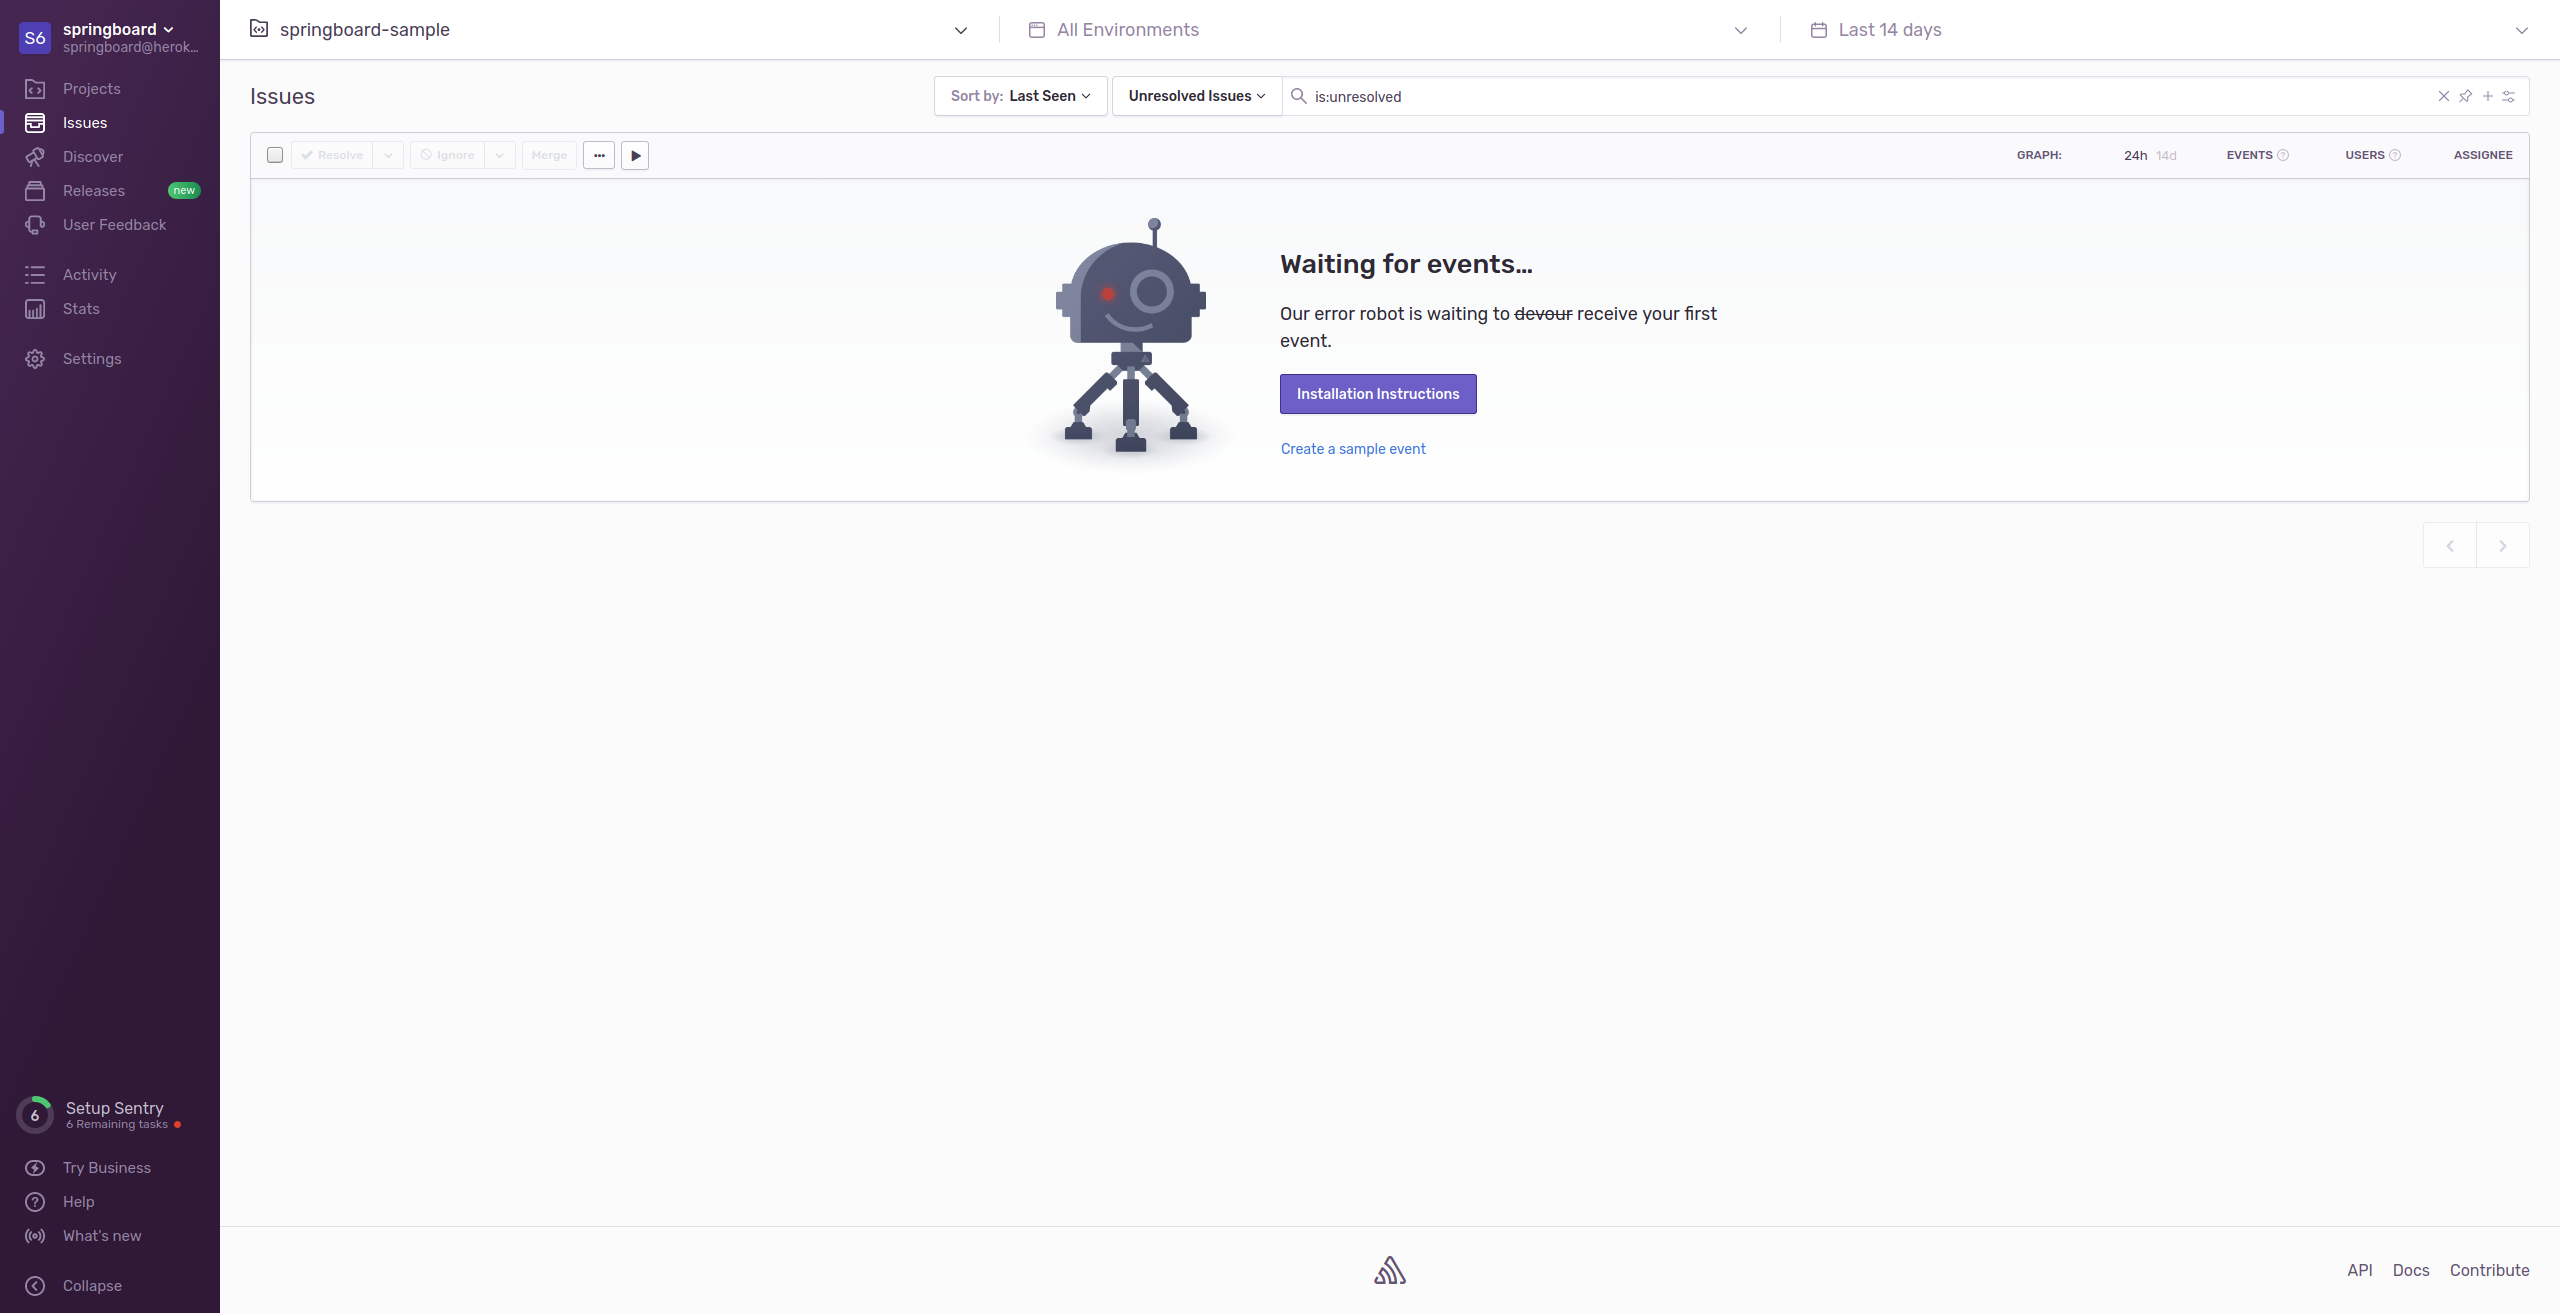 S6
springboard
springboard@herok...
Projects
Issues
Discover
Releases new
User Feedback
Activity
Stats
Settings
6
Setup Sentry
6 Remaining tasks
Try Business
Help
What's new
Collapse
springboard-sample
All Environments
Last 14 days
Issues
Sort by: Last Seen
Unresolved Issues
is:unresolved
Resolve
Ignore
Merge
GRAPH:
24h 14d
EVENTS
USERS
ASSIGNEE
Waiting for events...
Our error robot is waiting to devour receive your first
event.
Installation Instructions
Create a sample event
API Docs Contribute